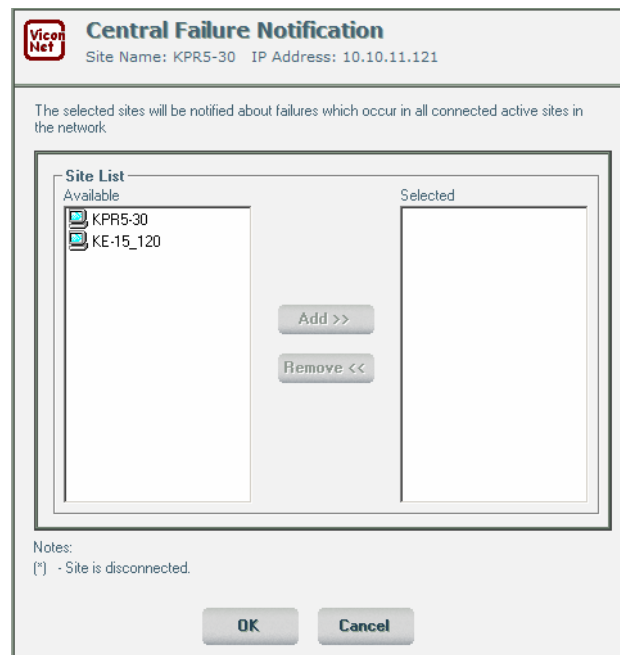 Vicon
Net
Central Failure Notification
Site Name: KPR5-30 IP Address: 10.10.11.121
The selected sites will be notified about failures which occur in all connected active sites in
the network
Site List
Available
Selected
KPR5-30
KE-15_120
Add >>
Remove <<
Notes:
(*) - Site is disconnected.
OK
Cancel